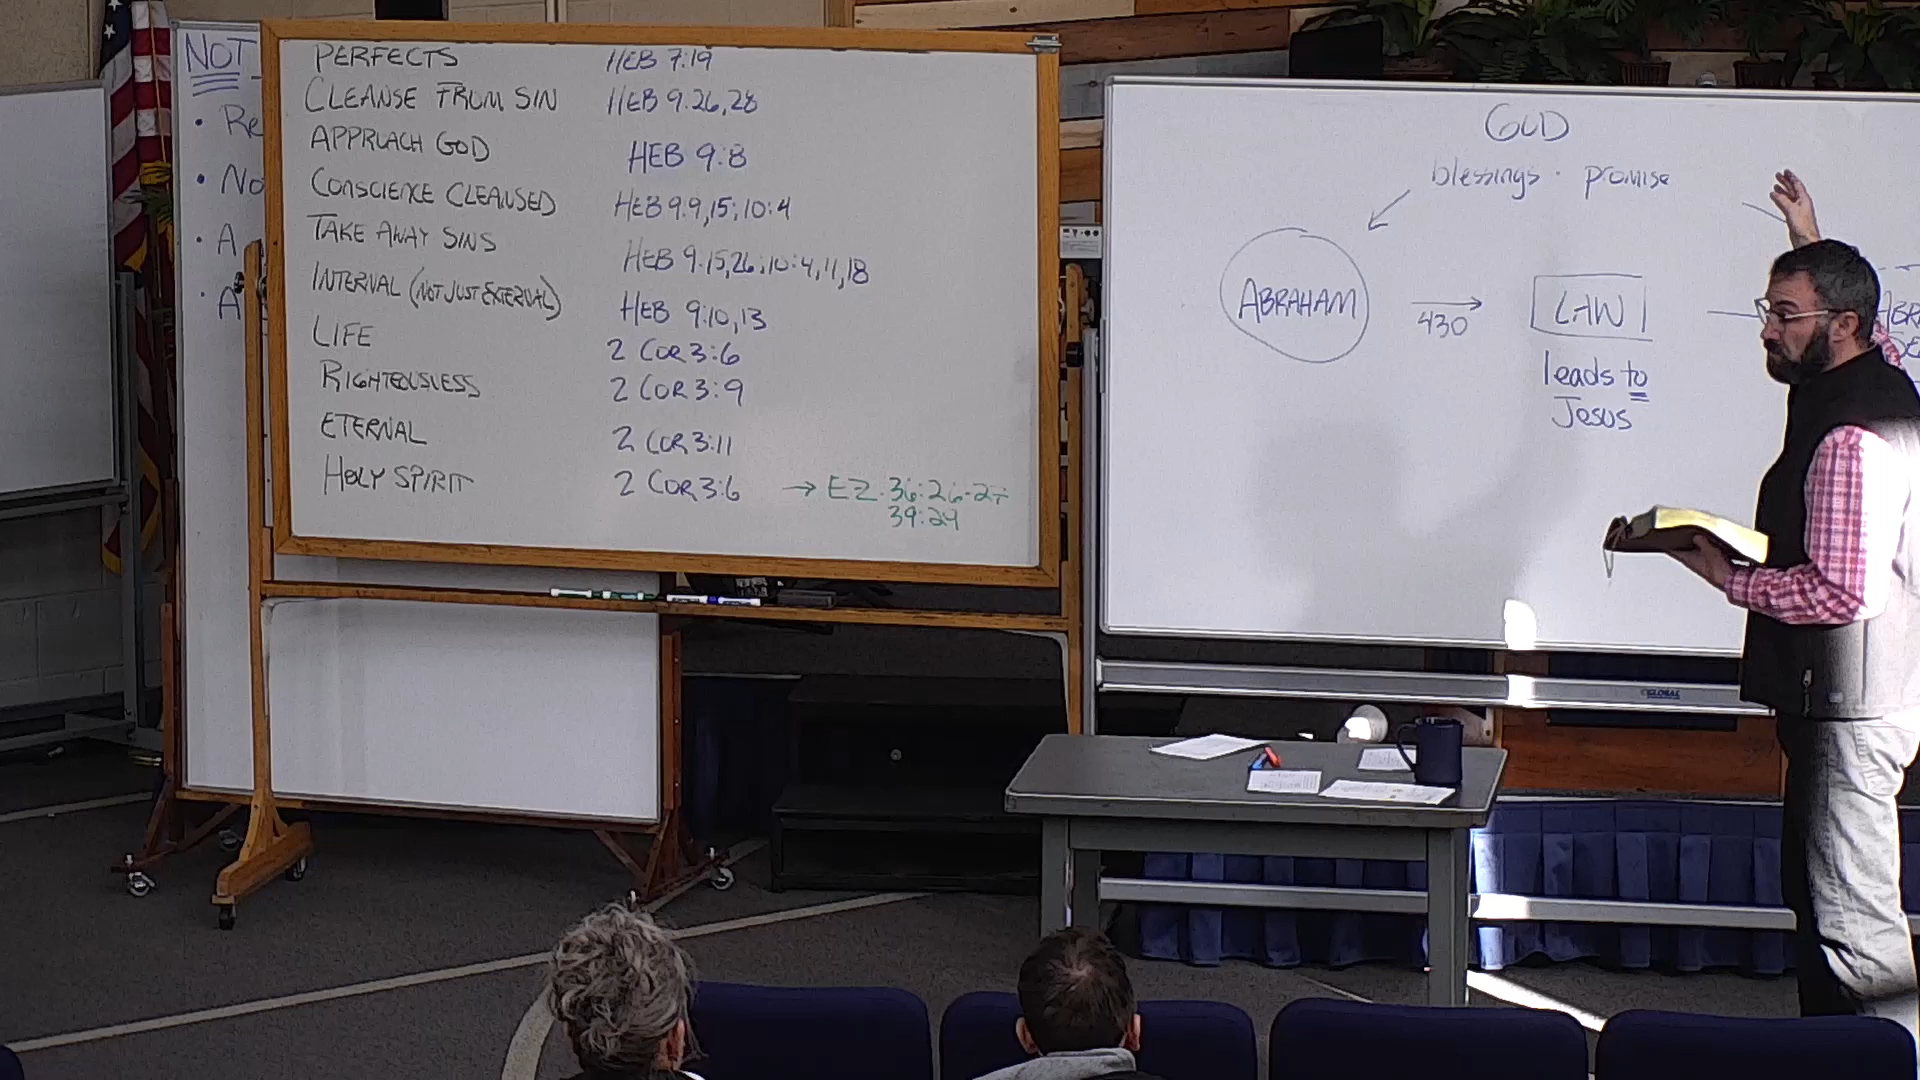 NOT
• Re
• No
• A
• A
PERFECTS HEB 7:19
CLEANSE FROM SIN HEB 9:26,28
APPROACH GOD HEB 9:8
CONSCIENCE CLEANSED HEB 9:9,15; 10:4
TAKE AWAY SINS HEB 9:15,26; 10:4,11,18
INTERNAL (NOT JUST EXTERNAL) HEB 9:10,13
LIFE 2 COR 3:6
RIGHTEOUSNESS 2 COR 3:9
ETERNAL 2 COR 3:11
HOLY SPIRIT 2 COR 3:6 → EZ. 36:26-27
39:29
GOD
blessings · promise
ABRAHAM
430
LAW
leads to
Jesus
ABR
GLOBAL